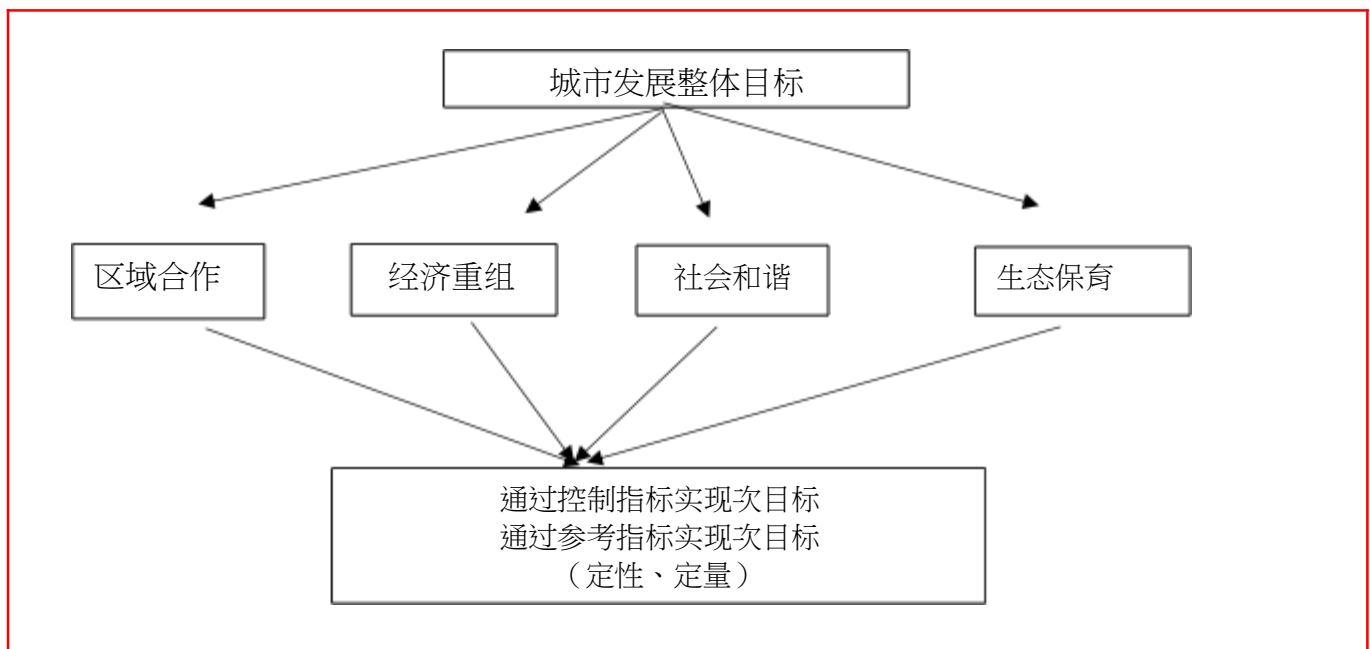 城市发展整体目标
区域合作
经济重组
社会和谐
生态保育
通过控制指标实现次目标
通过参考指标实现次目标
（定性、定量）